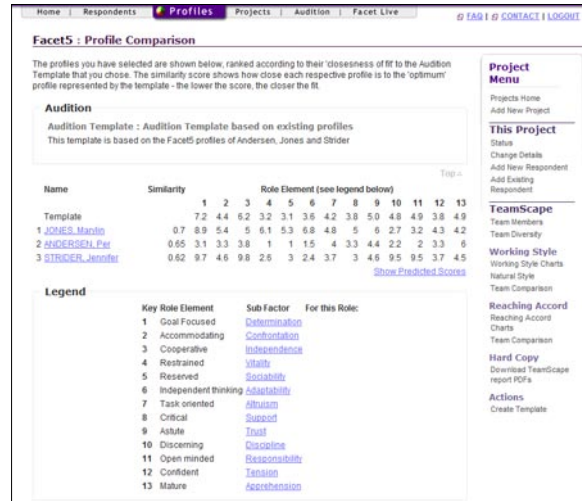 Home | Respondents Profiles Projects | Audition | Facet Live
FAQ | CONTACT | LOGOUT
Facet5 : Profile Comparison
The profiles you have selected are shown below, ranked according to their 'closeness of fit' to the Audition
Template that you chose. The similarity score shows how close each respective profile is to the 'optimum'
profile represented by the template - the lower the score, the closer the fit.
Audition
Audition Template : Audition Template based on existing profiles
This template is based on the Facet5 profiles of Andersen, Jones and Strider
Top
Name Similarity Role Element (see legend below)
1 2 3 4 5 6 7 8 9 10 11 12 13
Template 7.2 4.4 6.2 3.2 3.1 3.6 4.2 3.8 5.0 4.8 4.9 3.8 4.9
1 JONES, Martin 0.7 8.9 5.4 5 6.1 5.3 6.8 4.8 5 6 2.7 3.2 4.3 4.2
2 ANDERSEN, Per 0.65 3.1 3.3 3.8 1 1 1.5 4 3.3 4.4 2.2 2 3.3 6
3 STRIDER, Jennifer 0.62 9.7 4.6 9.8 2.6 3 2.4 3.7 3 4.6 9.5 9.5 3.7 4.5
Show Predicted Scores
Legend
Key Role Element Sub Factor For this Role:
1 Goal Focused Determination
2 Accommodating Confrontation
3 Cooperative Independence
4 Restrained Vitality
5 Reserved Sociability
6 Independent thinking Adaptability
7 Task oriented Altruism
8 Critical Support
9 Astute Trust
10 Discerning Discipline
11 Open minded Responsibility
12 Confident Tension
13 Mature Apprehension
Project
Menu
Projects Home
Add New Project
This Project
Status
Change Details
Add New Respondent
Add Existing
Respondent
TeamScape
Team Members
Team Diversity
Working Style
Working Style Charts
Natural Style
Team Comparison
Reaching Accord
Reaching Accord
Charts
Team Comparison
Hard Copy
Download TeamScape
report PDFs
Actions
Create Template